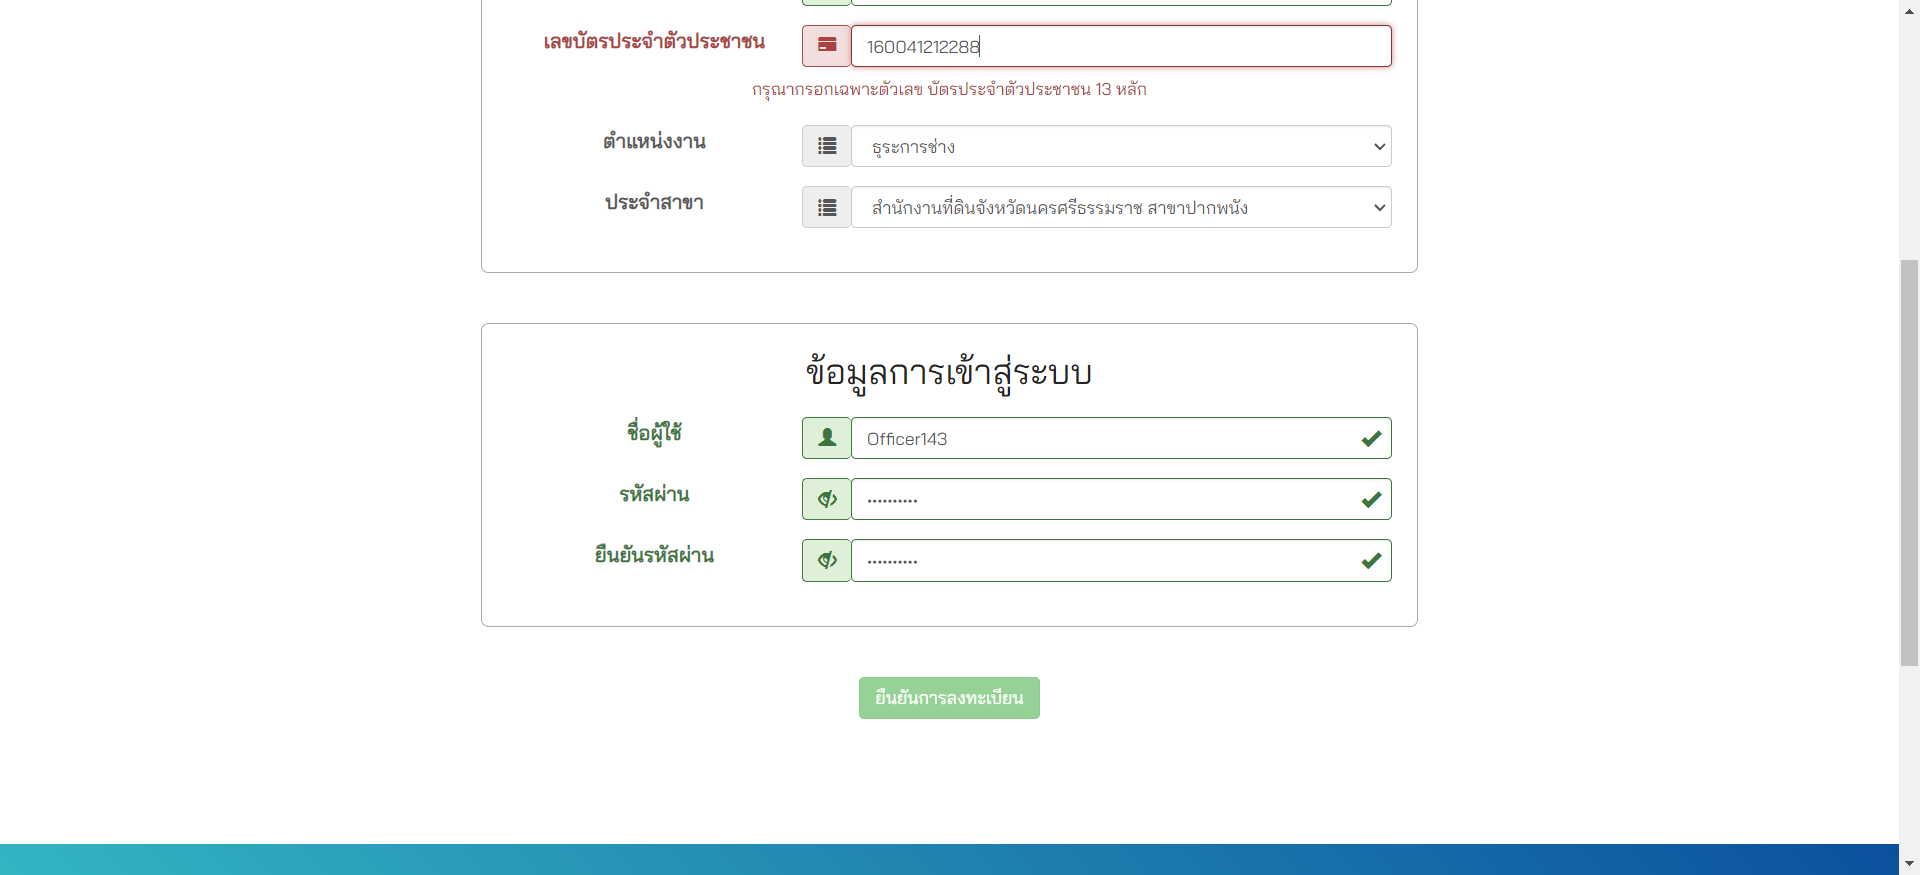 เลขบัตรประจำตัวประชาชน 160041212288
กรุณากรอกเฉพาะตัวเลข บัตรประจำตัวประชาชน 13 หลัก
ตำแหน่งงาน ธุระการช่าง
ประจำสาขา สำนักงานที่ดินจังหวัดนครศรีธรรมราช สาขาปากพนัง
ข้อมูลการเข้าสู่ระบบ
ชื่อผู้ใช้ Officer143
รหัสผ่าน ••••••••••
ยืนยันรหัสผ่าน ••••••••••
ยืนยันการลงทะเบียน